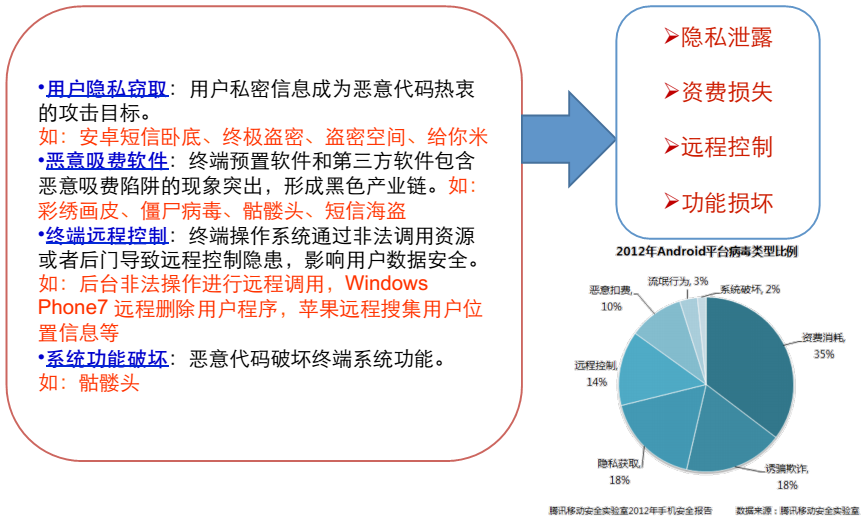 •用户隐私窃取：用户私密信息成为恶意代码热衷
的攻击目标。
如：安卓短信卧底、终极盗密、盗密空间、给你米
•恶意吸费软件：终端预置软件和第三方软件包含
恶意吸费陷阱的现象突出，形成黑色产业链。如：
彩绣画皮、僵尸病毒、骷髅头、短信海盗
•终端远程控制：终端操作系统通过非法调用资源
或者后门导致远程控制隐患，影响用户数据安全。
如：后台非法操作进行远程调用，Windows
Phone7 远程删除用户程序，苹果远程搜集用户位
置信息等
•系统功能破坏：恶意代码破坏终端系统功能。
如：骷髅头
➢隐私泄露
➢资费损失
➢远程控制
➢功能损坏
2012年Android平台病毒类型比例
流氓行为, 3%
系统破坏, 2%
恶意扣费,
10%
资费消耗,
35%
远程控制,
14%
隐私获取,
18%
诱骗欺诈,
18%
腾讯移动安全实验室2012年手机安全报告
数据来源：腾讯移动安全实验室